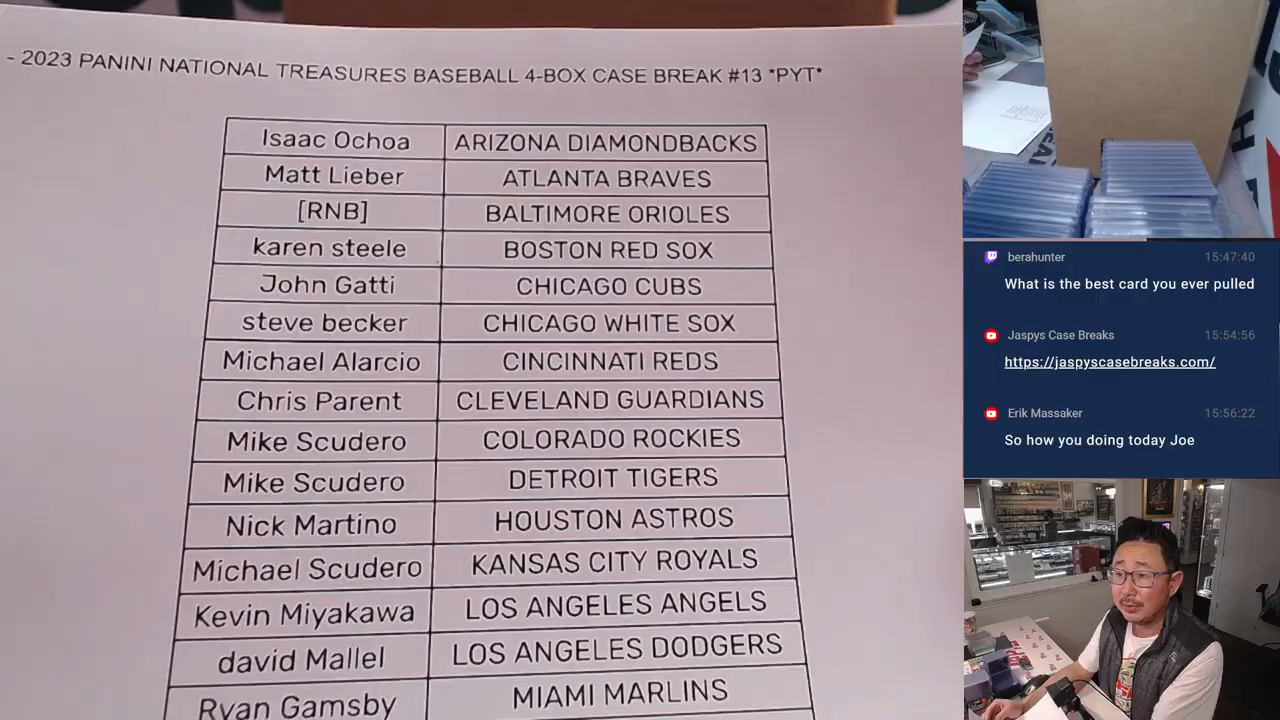 - 2023 PANINI NATIONAL TREASURES BASEBALL 4-BOX CASE BREAK #13 *PYT*
Isaac Ochoa ARIZONA DIAMONDBACKS
Matt Lieber ATLANTA BRAVES
[RNB] BALTIMORE ORIOLES
karen steele BOSTON RED SOX
John Gatti CHICAGO CUBS
steve becker CHICAGO WHITE SOX
Michael Alarcio CINCINNATI REDS
Chris Parent CLEVELAND GUARDIANS
Mike Scudero COLORADO ROCKIES
Mike Scudero DETROIT TIGERS
Nick Martino HOUSTON ASTROS
Michael Scudero KANSAS CITY ROYALS
Kevin Miyakawa LOS ANGELES ANGELS
david Mallel LOS ANGELES DODGERS
Ryan Gamsby MIAMI MARLINS
berahunter 15:47:40
What is the best card you ever pulled
Jaspys Case Breaks 15:54:56
https://jaspyscasebreaks.com/
Erik Massaker 15:56:22
So how you doing today Joe